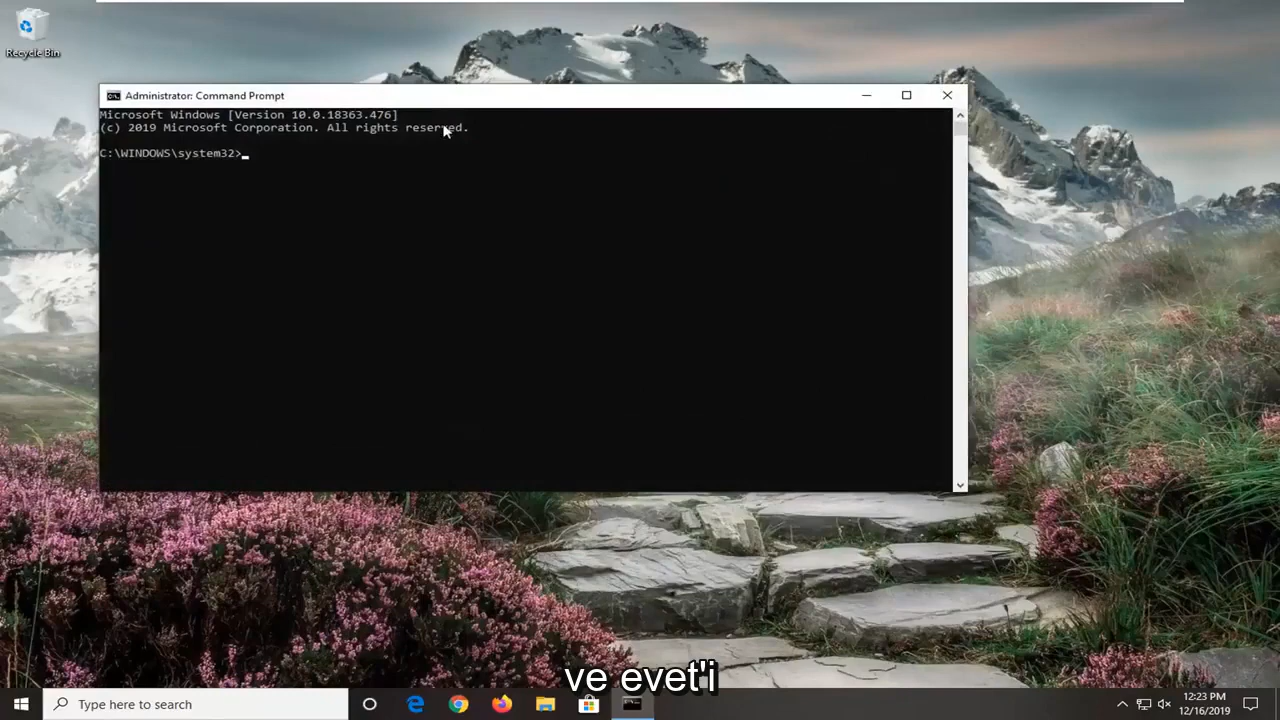 Recycle Bin
Administrator: Command Prompt
Microsoft Windows [Version 10.0.18363.476]
(c) 2019 Microsoft Corporation. All rights reserved.
C:\WINDOWS\system32>
ve evet'i
Type here to search
12:23 PM
12/16/2019